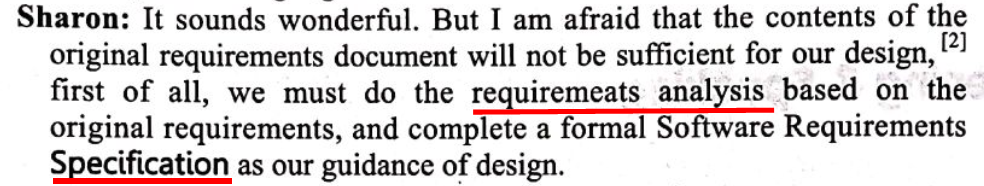 Sharon: It sounds wonderful. But I am afraid that the contents of the
original requirements document will not be sufficient for our design, [2]
first of all, we must do the requiremeats analysis based on the
original requirements, and complete a formal Software Requirements
Specification as our guidance of design.